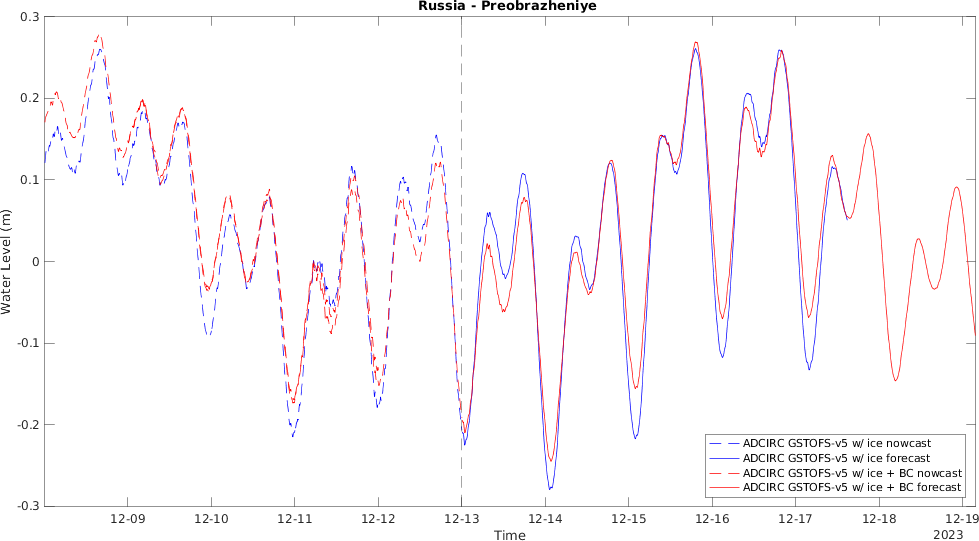 Russia - Preobrazheniye
0.3
0.2
0.1
0
-0.1
-0.2
-0.3
Water Level (m)
ADCIRC GSTOFS-v5 w/ ice nowcast
ADCIRC GSTOFS-v5 w/ ice forecast
ADCIRC GSTOFS-v5 w/ ice + BC nowcast
ADCIRC GSTOFS-v5 w/ ice + BC forecast
12-09 12-10 12-11 12-12 12-13 12-14 12-15 12-16 12-17 12-18 12-19
Time 2023